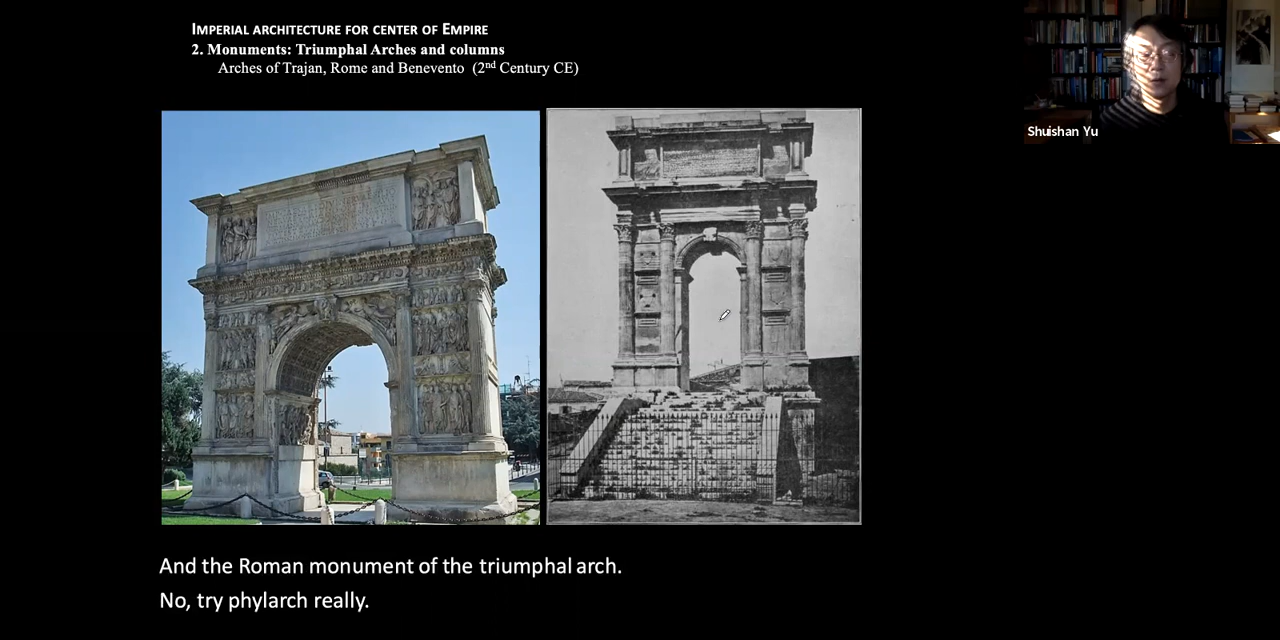 IMPERIAL ARCHITECTURE FOR CENTER OF EMPIRE
2. Monuments: Triumphal Arches and columns
Arches of Trajan, Rome and Benevento (2nd Century CE)
Shuishan Yu
And the Roman monument of the triumphal arch.
No, try phylarch really.